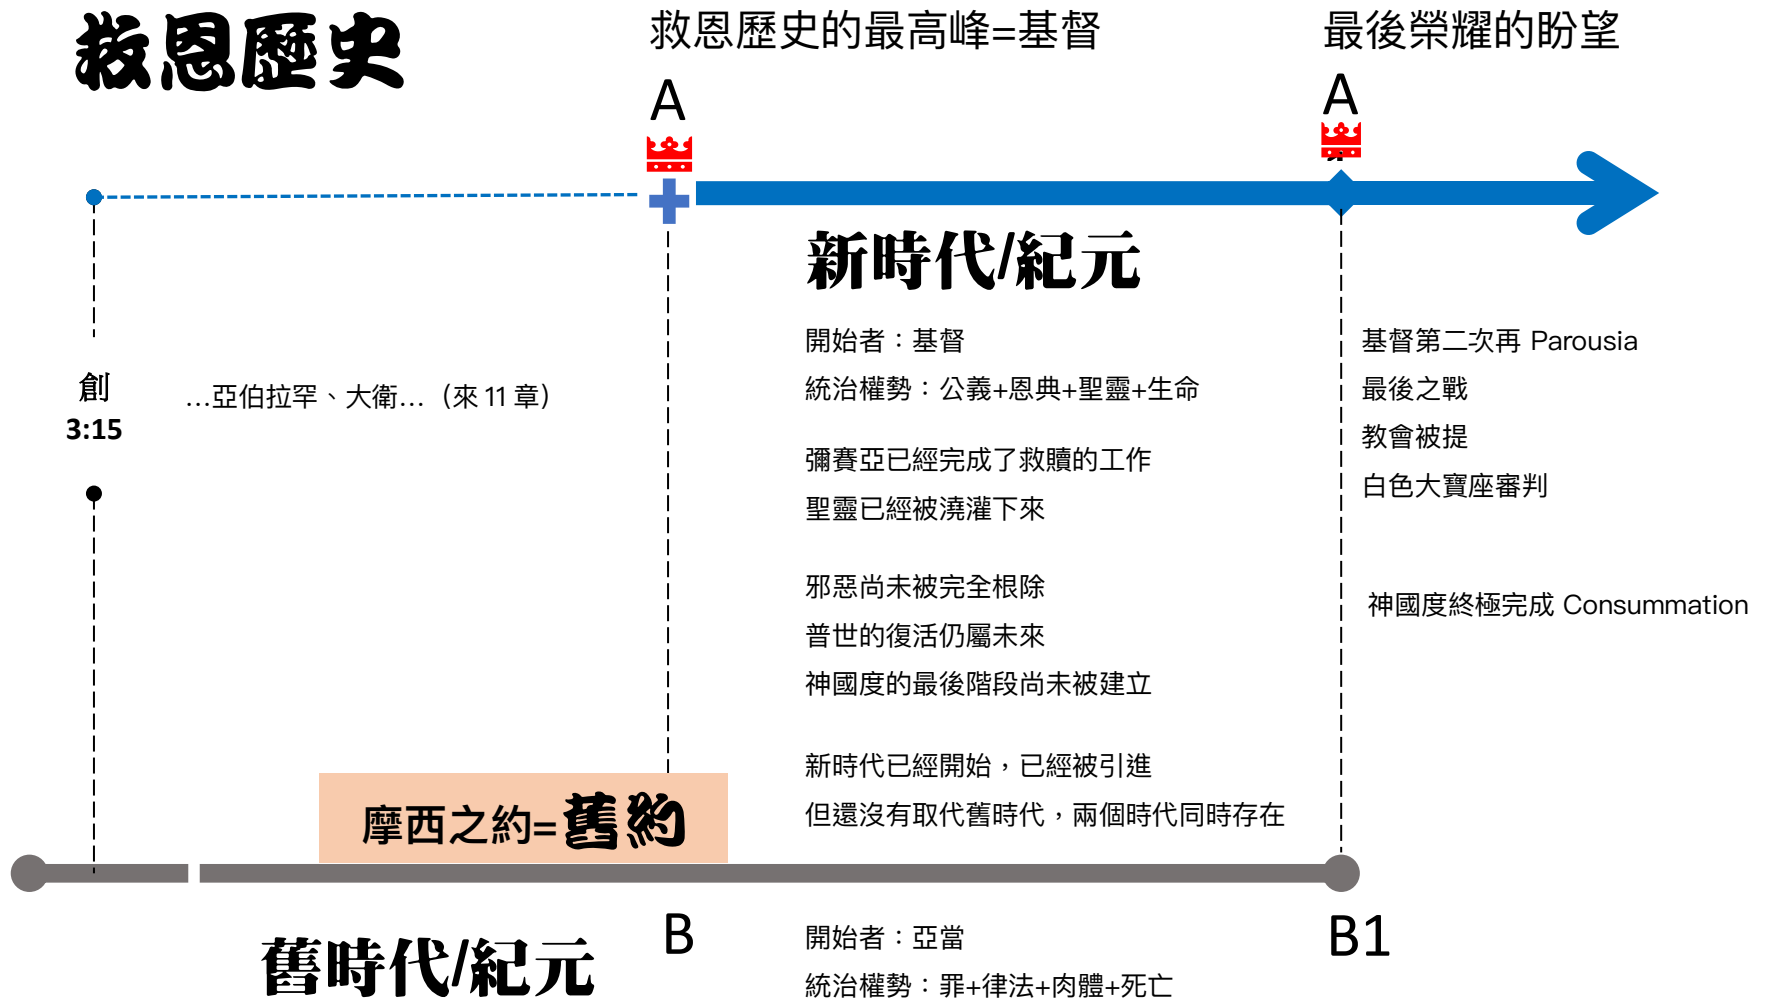 救恩歷史
救恩歷史的最高峰=基督
最後榮耀的盼望
A
A
新時代/紀元
開始者：基督
統治權勢：公義+恩典+聖靈+生命
彌賽亞已經完成了救贖的工作
聖靈已經被澆灌下來
邪惡尚未被完全根除
普世的復活仍屬未來
神國度的最後階段尚未被建立
新時代已經開始，已經被引進
但還沒有取代舊時代，兩個時代同時存在
基督第二次再 Parousia
最後之戰
教會被提
白色大寶座審判
神國度終極完成 Consummation
創
3:15
…亞伯拉罕、大衛…（來 11 章）
摩西之約=舊約
舊時代/紀元
B
開始者：亞當
統治權勢：罪+律法+肉體+死亡
B1